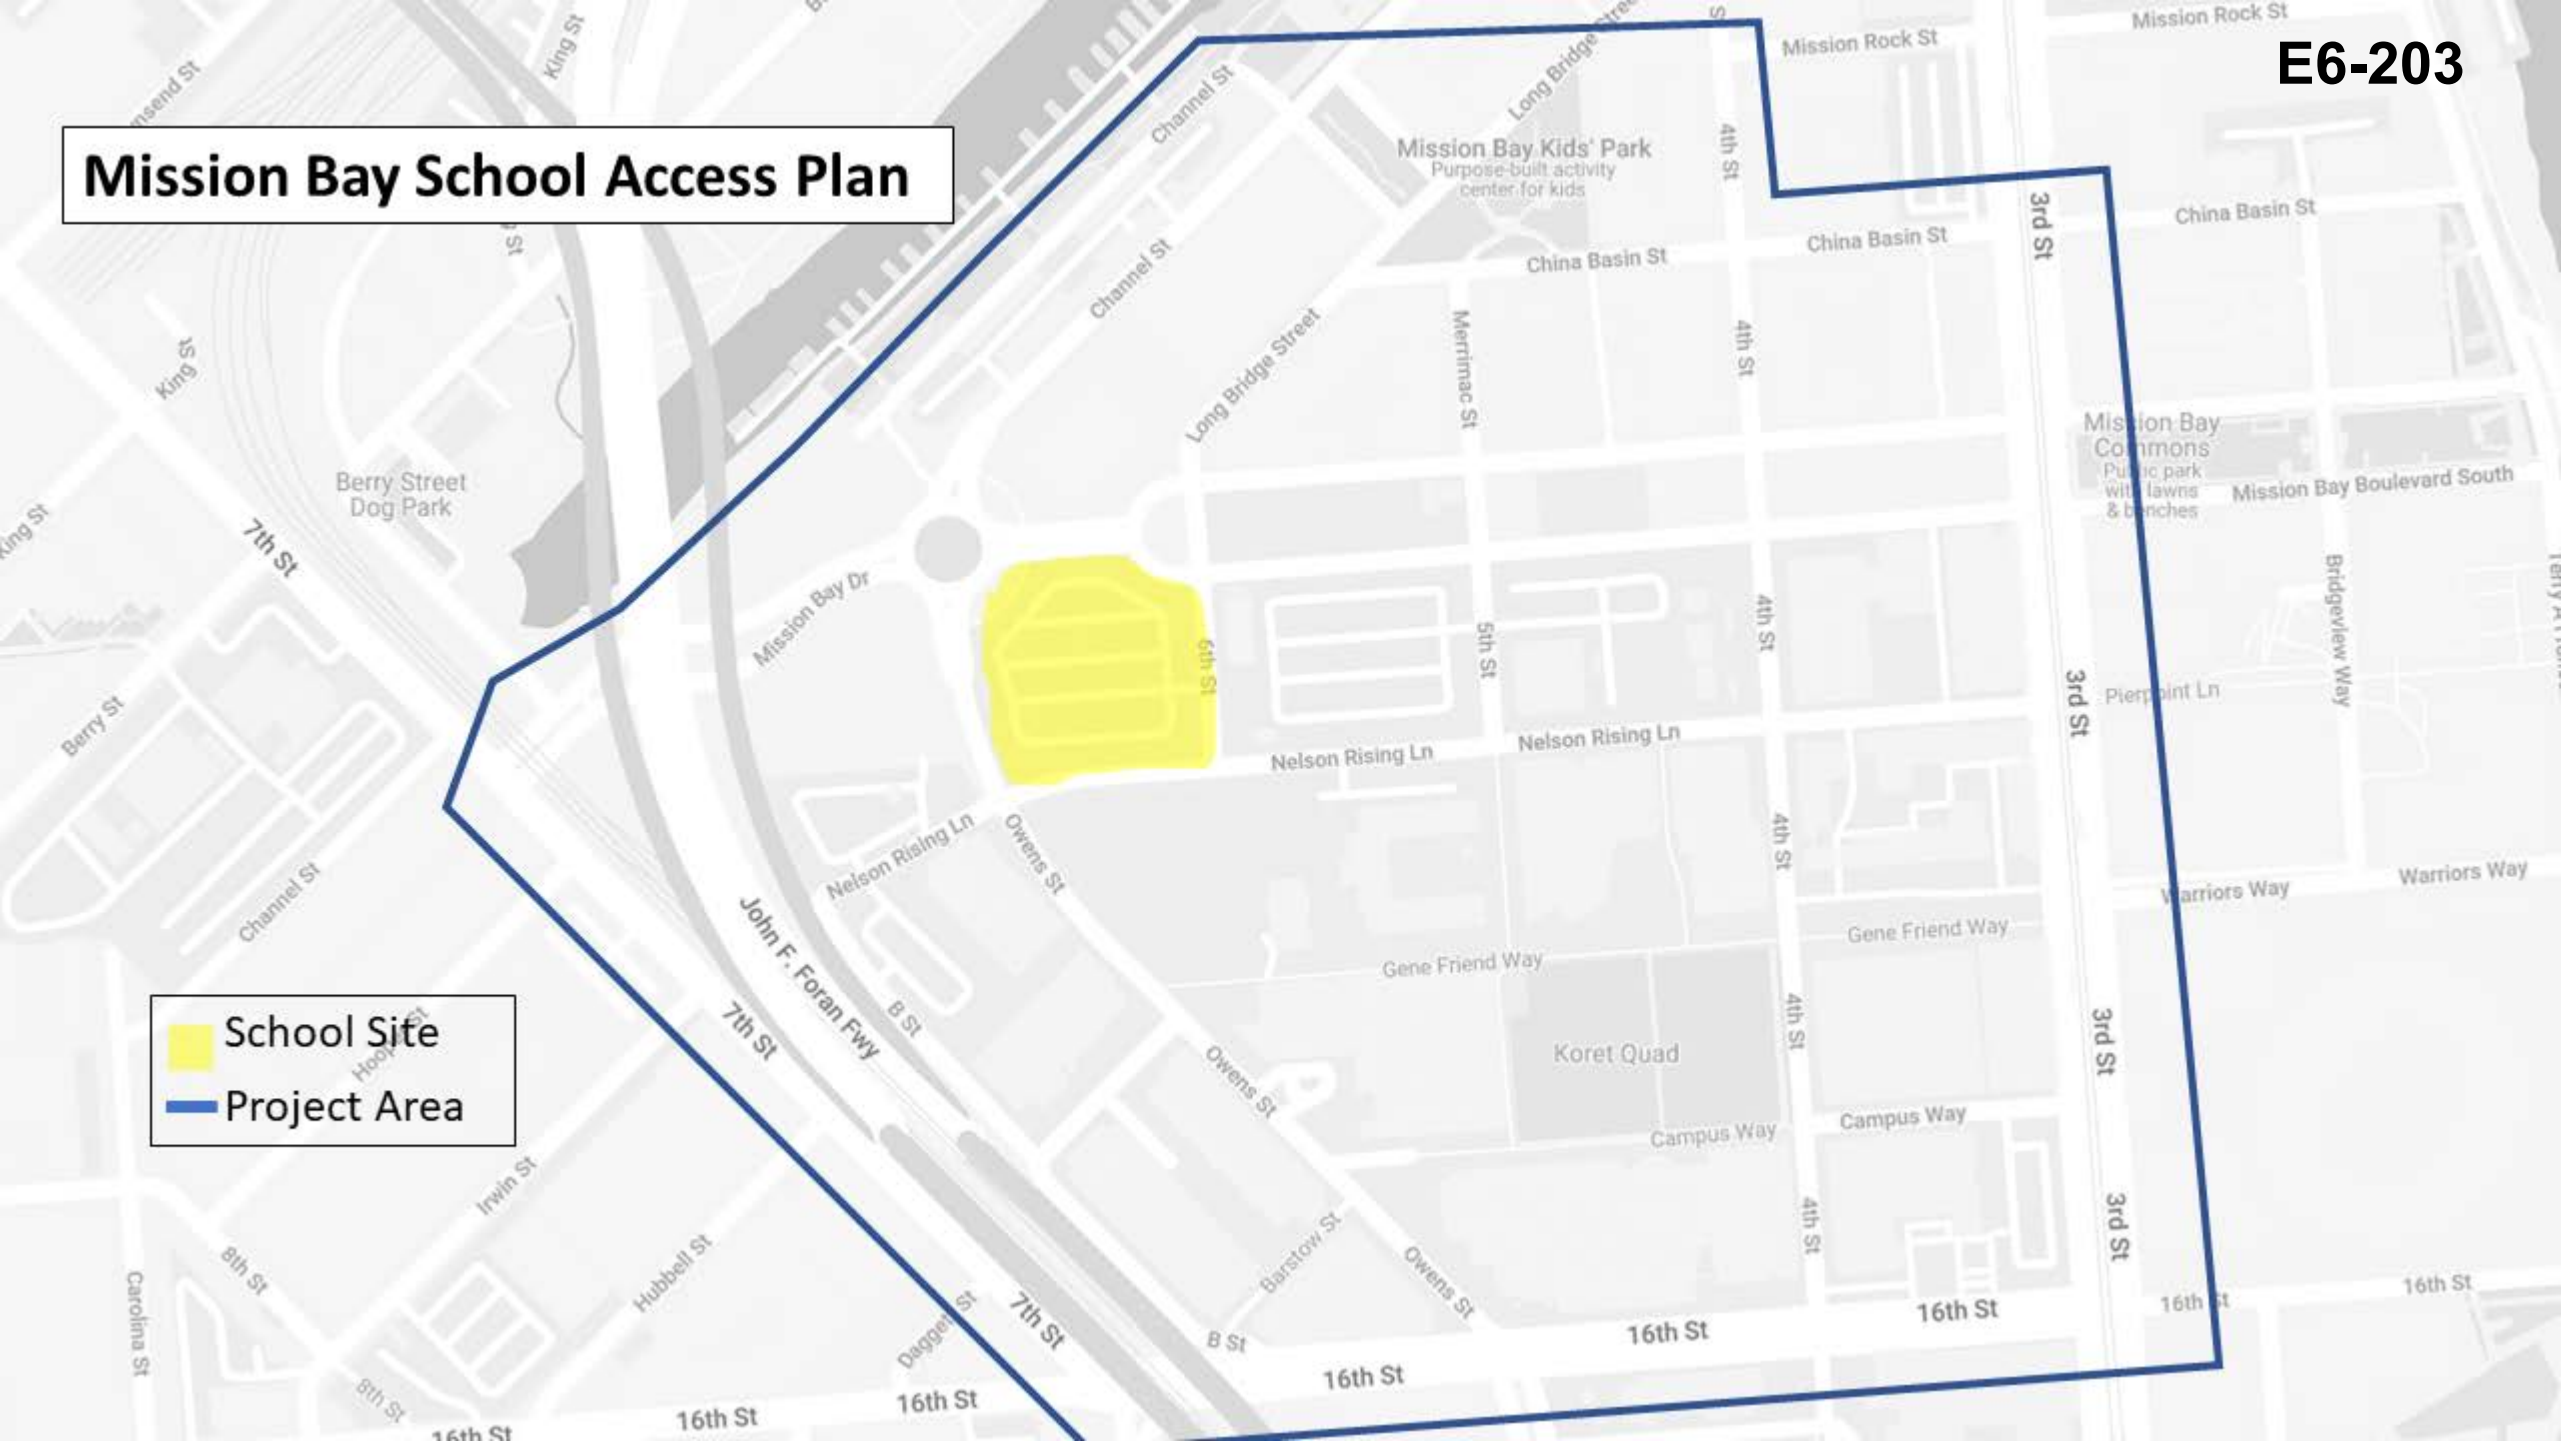 Mission Rock St
Mission Rock St
E6-203
King St
Channel St
Mission Bay School Access Plan
Mission Bay Kids' Park
Purpose-built activity
center for kids
4th St
3rd St
China Basin St
China Basin St
China Basin St
Channel St
King St
Long Bridge Street
Merrimac St
4th St
Berry Street
Dog Park
Mission Bay
Commons
Public park
with lawns
& benches
Mission Bay Boulevard South
King St
7th St
Mission Bay Dr
6th St
5th St
4th St
Bridgeview Way
3rd St
Pierpoint Ln
Berry St
Nelson Rising Ln
Nelson Rising Ln
Nelson Rising Ln
Owens St
4th St
Channel St
Warriors Way
Warriors Way
Gene Friend Way
Gene Friend Way
John F. Foran Fwy
B St
7th St
4th St
3rd St
Koret Quad
Owens St
School Site
Project Area
Campus Way
Campus Way
Irwin St
Hubbell St
Barstow St
4th St
3rd St
8th St
Carolina St
Owens St
7th St
B St
16th St
16th St
16th St
16th St
16th St
8th St
16th St
16th St
16th St